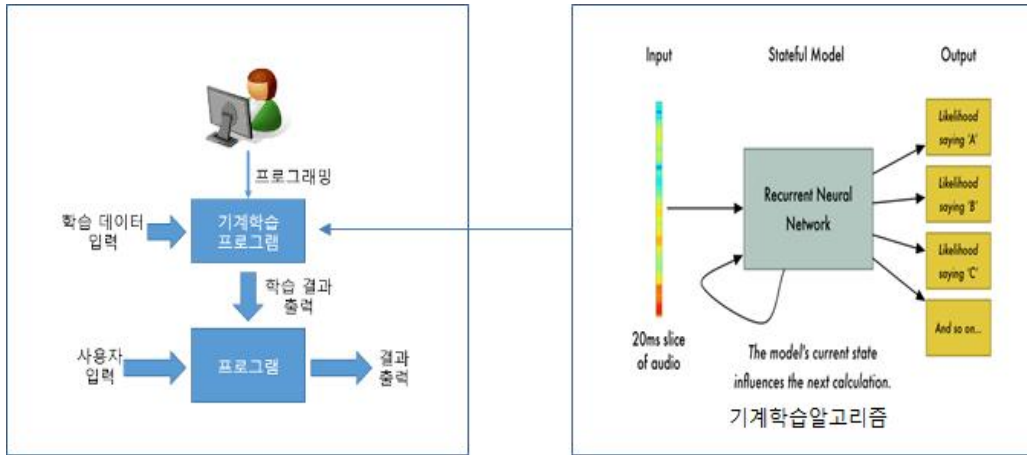 프로그래밍
학습 데이터
입력
기계학습
프로그램
학습 결과
출력
사용자
입력
프로그램
결과
출력
Input
Stateful Model
Output
Likelihood
saying 'A'
Likelihood
saying 'B'
Likelihood
saying 'C'
And so on...
Recurrent Neural
Network
20ms slice
of audio
The model's current state
influences the next calculation.
기계학습알고리즘